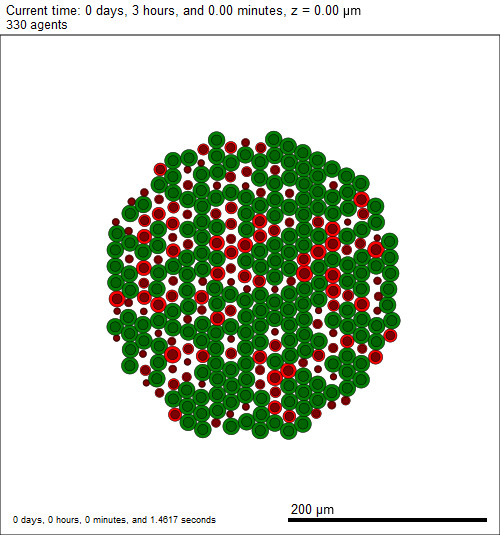 Current time: 0 days, 3 hours, and 0.00 minutes, z = 0.00 μm
330 agents
200 μm
0 days, 0 hours, 0 minutes, and 1.4617 seconds